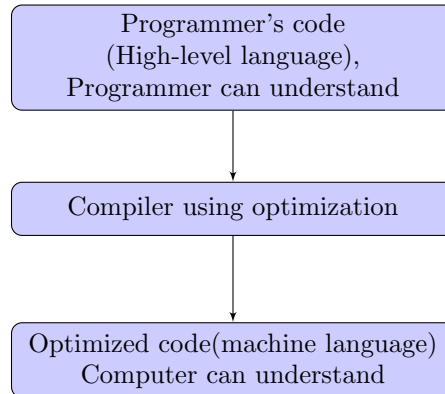 Programmer's code
(High-level language),
Programmer can understand
Compiler using optimization
Optimized code(machine language)
Computer can understand